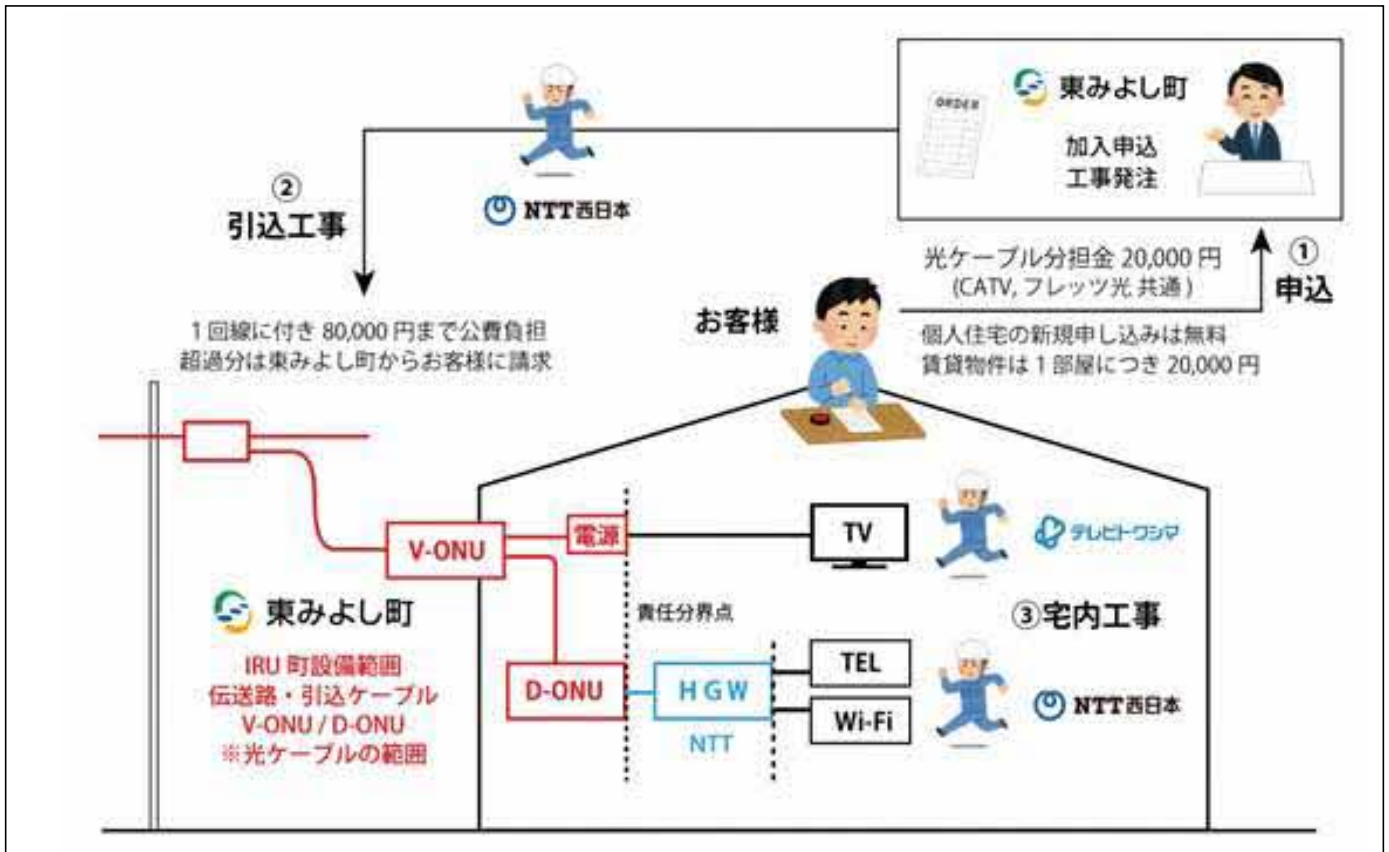 ORDER
東みよし町
加入申込
工事発注
①
申込
光ケーブル分担金 20,000 円
(CATV, フレッツ光 共通 )
個人住宅の新規申し込みは無料
賃貸物件は 1 部屋につき 20,000 円
お客様
NTT西日本
②
引込工事
1 回線に付き 80,000 円まで公費負担
超過分は東みよし町からお客様に請求
V-ONU
電源
TV
テレビトクシマ
責任分界点
③宅内工事
D-ONU
HGW
NTT
TEL
Wi-Fi
NTT西日本
東みよし町
IRU 町設備範囲
伝送路・引込ケーブル
V-ONU / D-ONU
※光ケーブルの範囲